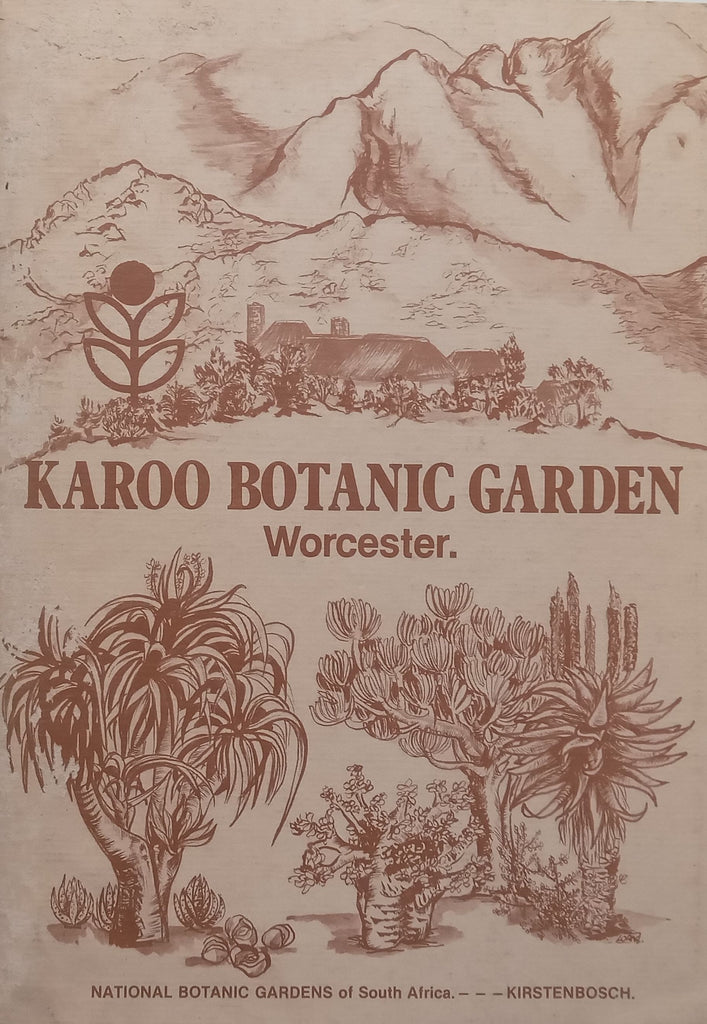 KAROO BOTANIC GARDEN
Worcester.
NATIONAL BOTANIC GARDENS of South Africa. – – – KIRSTENBOSCH.